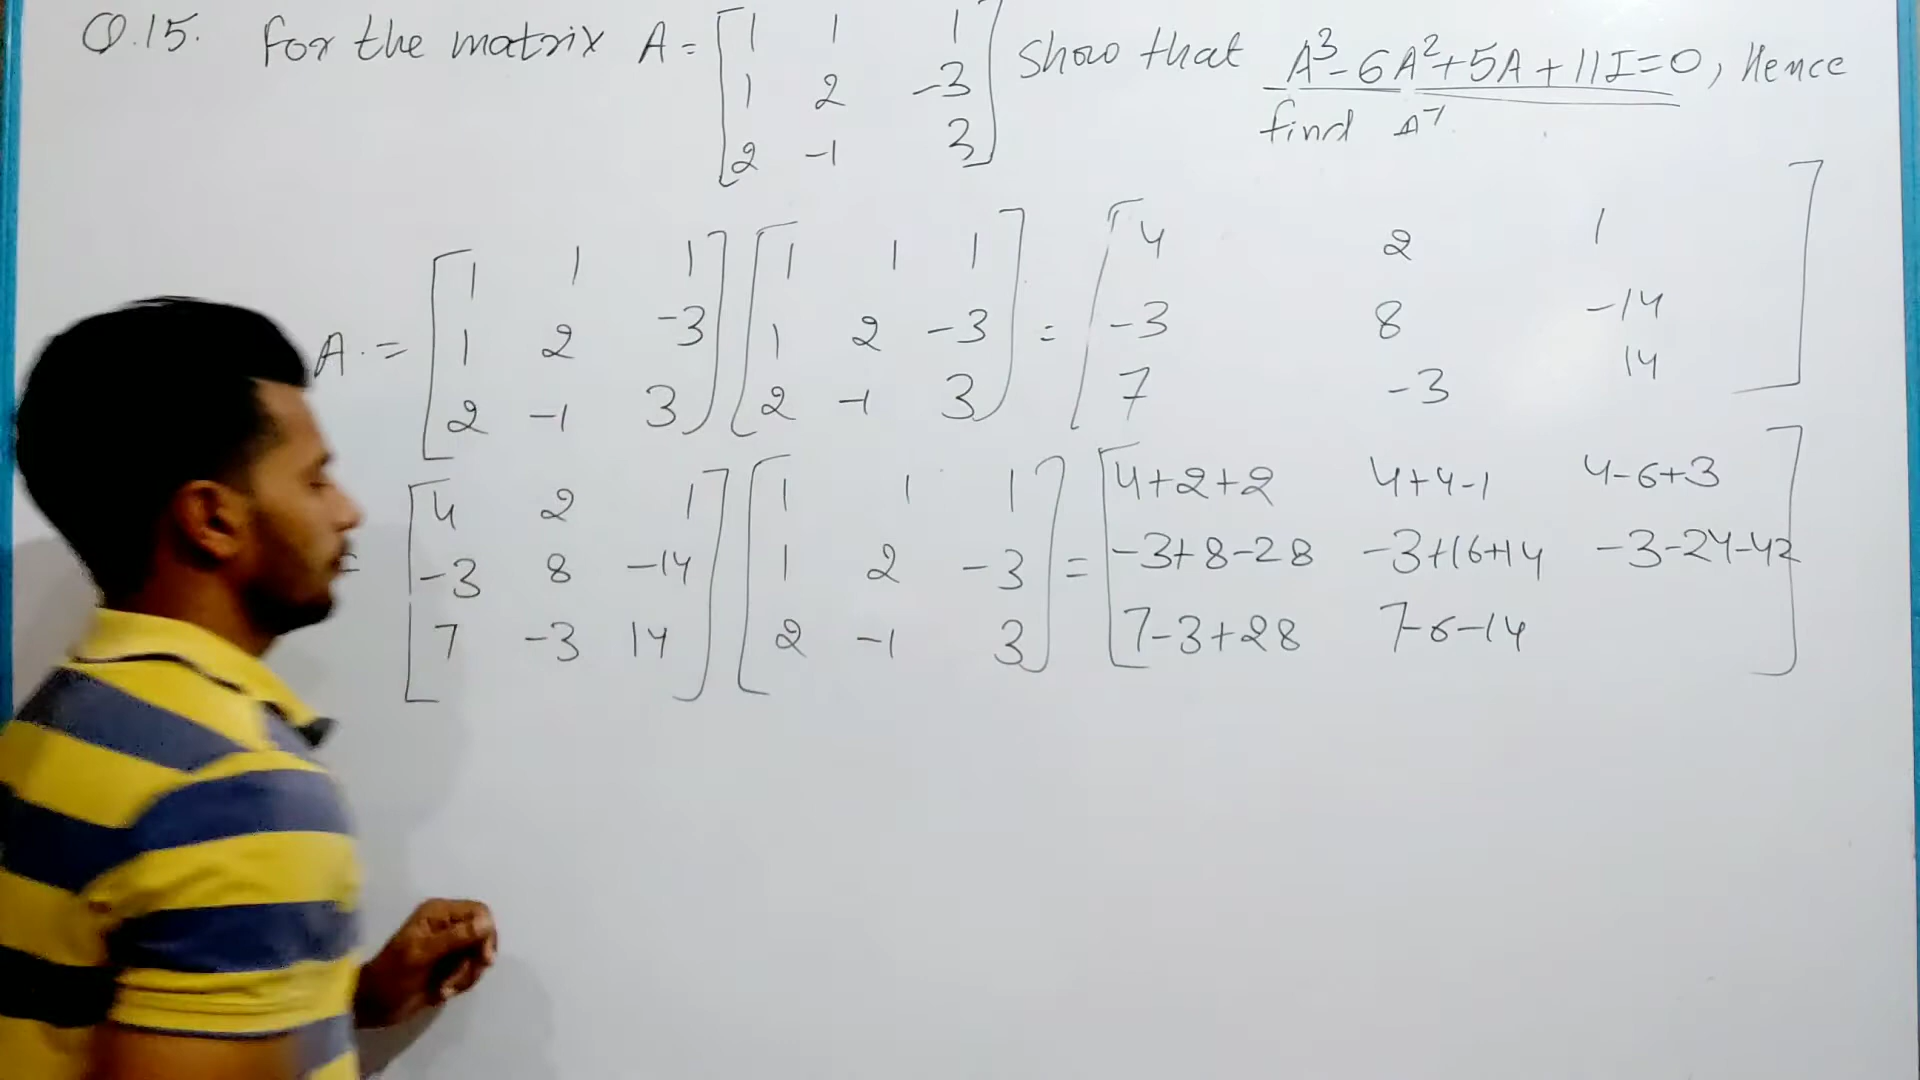 Q.15. For the matrix A = [1 1 1 Show that A³-6A²+5A+11I=0, Hence
1 2 -3 find A⁻¹
2 -1 3]
A. = [1 1 1 [1 1 1 = [4 2 1
1 2 -3 1 2 -3 -3 8 -14
2 -1 3] 2 -1 3] 7 -3 14]
= [4 2 1 [1 1 1 = [4+2+2 4+4-1 4-6+3
-3 8 -14 1 2 -3 -3+8-28 -3+16+14 -3-24-42
7 -3 14] 2 -1 3] 7-3+28 7-6-14 ]